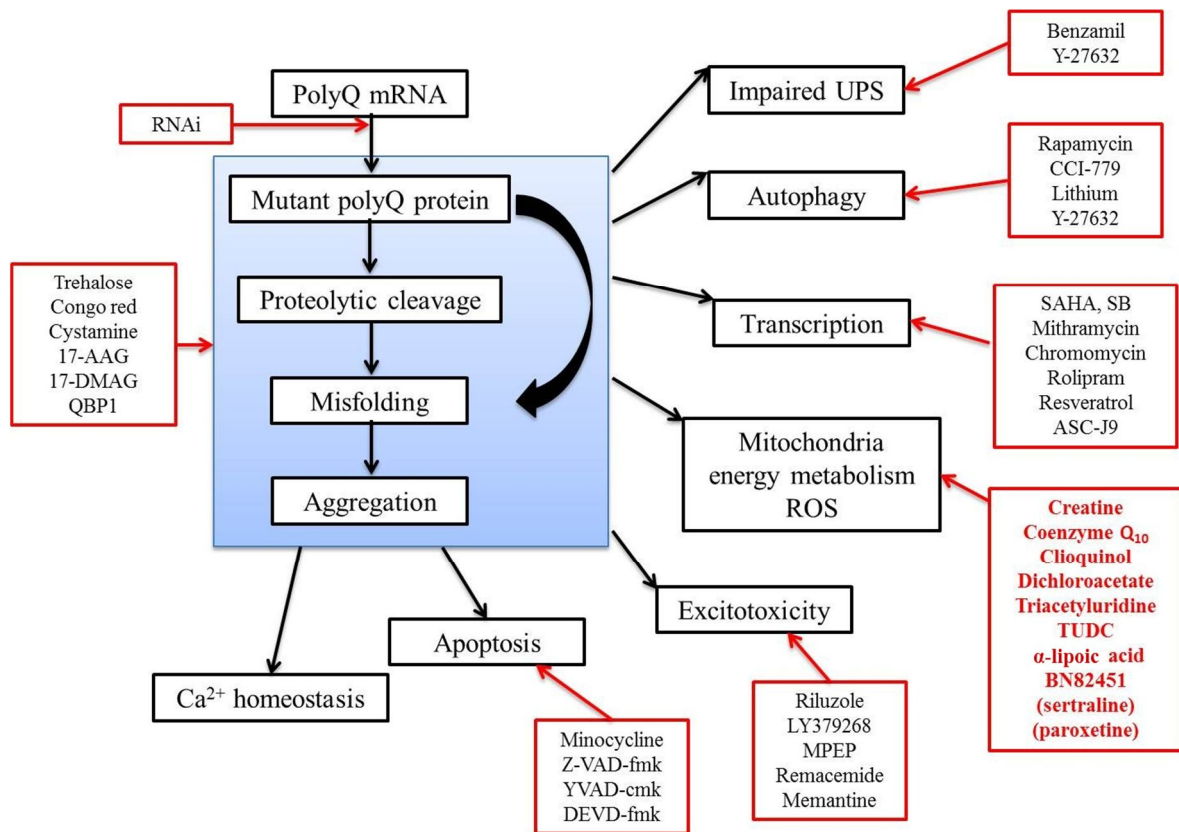 PolyQ mRNA
RNAi
Mutant polyQ protein
Proteolytic cleavage
Misfolding
Aggregation
Trehalose
Congo red
Cystamine
17-AAG
17-DMAG
QBP1
Impaired UPS
Benzamil
Y-27632
Autophagy
Rapamycin
CCI-779
Lithium
Y-27632
Transcription
SAHA, SB
Mithramycin
Chromomycin
Rolipram
Resveratrol
ASC-J9
Mitochondria
energy metabolism
ROS
Creatine
Coenzyme Q₁₀
Clioquinol
Dichloroacetate
Triacetyluridine
TUDC
α-lipoic acid
BN82451
(sertraline)
(paroxetine)
Excitotoxicity
Riluzole
LY379268
MPEP
Remacemide
Memantine
Apoptosis
Minocycline
Z-VAD-fmk
YVAD-cmk
DEVD-fmk
Ca²⁺ homeostasis